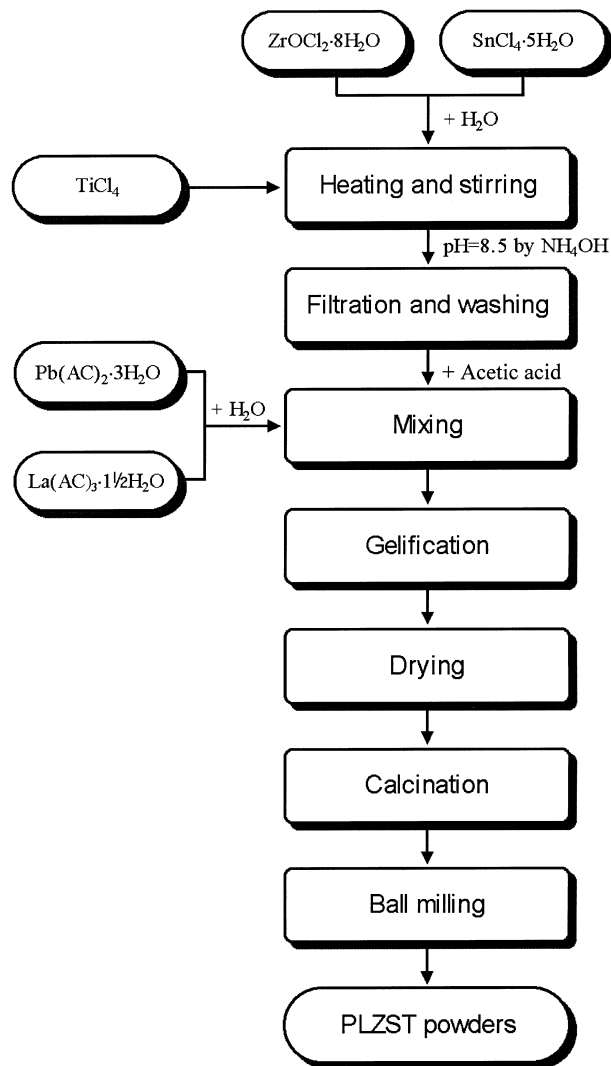 ZrOCl₂·8H₂O
SnCl₄·5H₂O
+ H₂O
TiCl₄
Heating and stirring
pH=8.5 by NH₄OH
Filtration and washing
Pb(AC)₂·3H₂O
+ Acetic acid
+ H₂O
Mixing
La(AC)₃·1½H₂O
Gelification
Drying
Calcination
Ball milling
PLZST powders